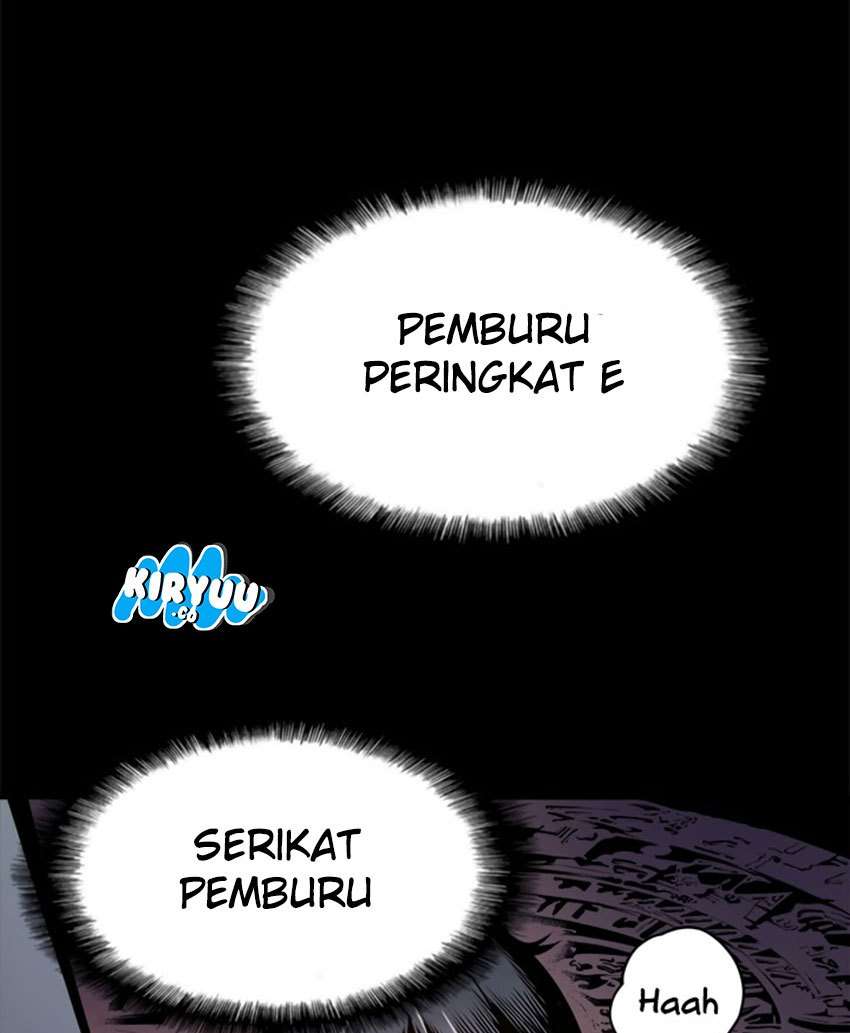 PEMBURU
PERINGKAT E
KIRYUU
.co
SERIKAT
PEMBURU
Haah